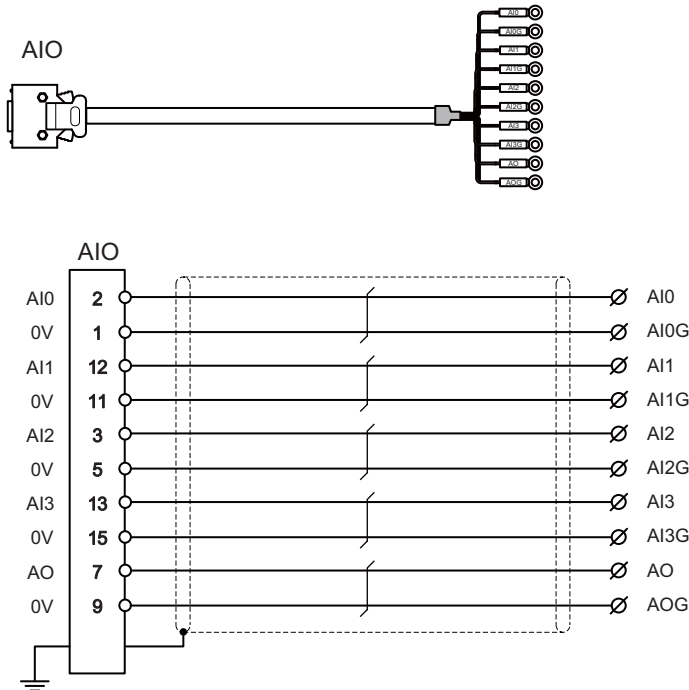 AIO
AI0
AI0G
AI1
AI1G
AI2
AI2G
AI3
AI3G
AO
AOG
AIO
AI0 2 AI0
0V 1 AI0G
AI1 12 AI1
0V 11 AI1G
AI2 3 AI2
0V 5 AI2G
AI3 13 AI3
0V 15 AI3G
AO 7 AO
0V 9 AOG